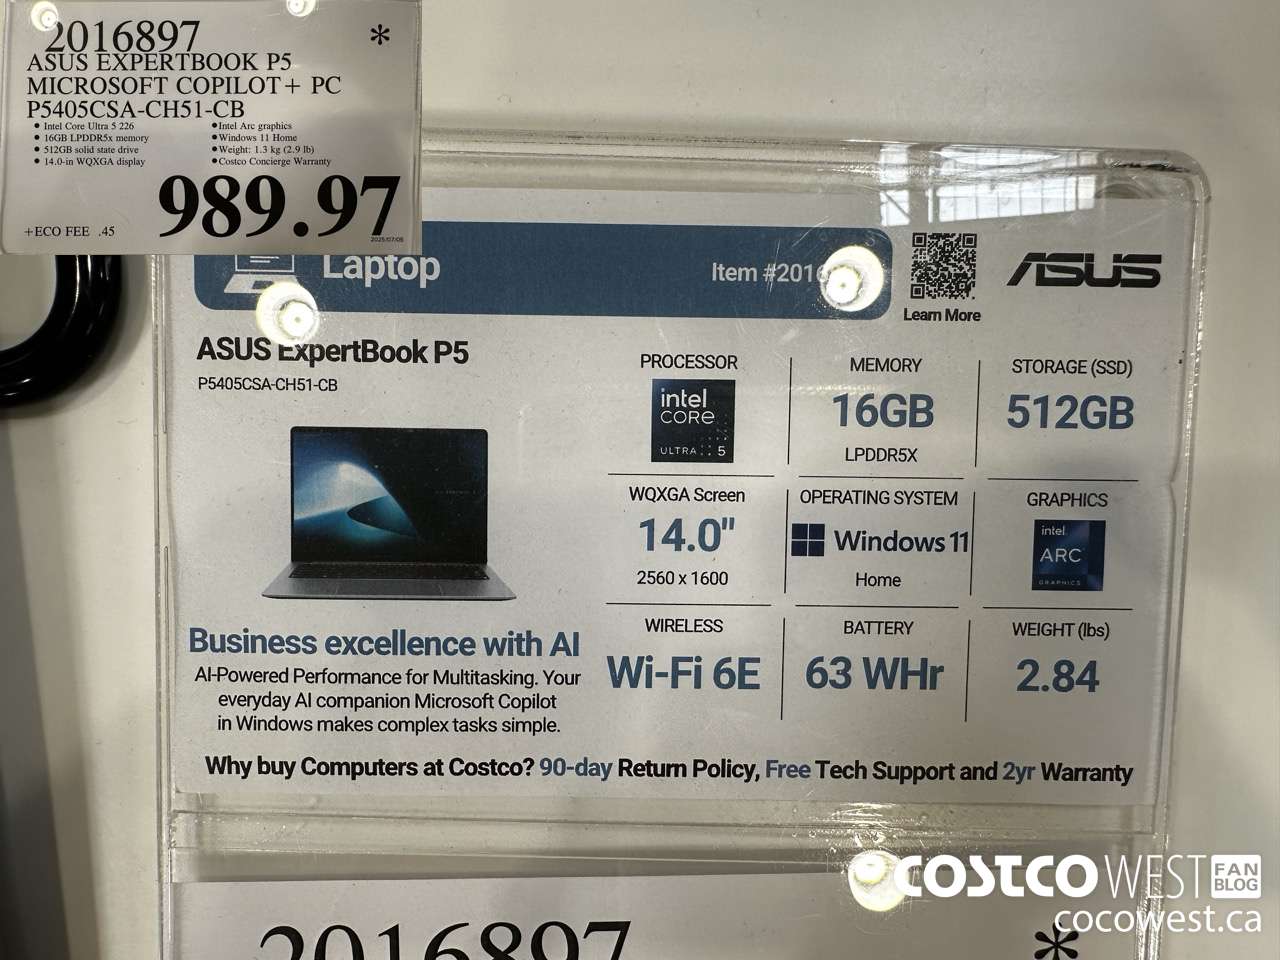 2016897 *
ASUS EXPERTBOOK P5
MICROSOFT COPILOT+ PC
P5405CSA-CH51-CB
• Intel Core Ultra 5 226 • Intel Arc graphics
• 16GB LPDDR5x memory • Windows 11 Home
• 512GB solid state drive • Weight: 1.3 kg (2.9 lb)
• 14.0-in WQXGA display • Costco Concierge Warranty
989.97
+ECO FEE .45
2025/07/08
Laptop
Item #2016
Learn More
ASUS
ASUS ExpertBook P5
P5405CSA-CH51-CB
PROCESSOR
intel
CORE
ULTRA 5
MEMORY
16GB
LPDDR5X
STORAGE (SSD)
512GB
WQXGA Screen
14.0"
2560 x 1600
OPERATING SYSTEM
Windows 11
Home
GRAPHICS
intel
ARC
GRAPHICS
WIRELESS
Wi-Fi 6E
BATTERY
63 WHr
WEIGHT (lbs)
2.84
Business excellence with AI
AI-Powered Performance for Multitasking. Your
everyday AI companion Microsoft Copilot
in Windows makes complex tasks simple.
Why buy Computers at Costco? 90-day Return Policy, Free Tech Support and 2yr Warranty
2016897 *
COSTCO WEST FAN BLOG
cocowest.ca